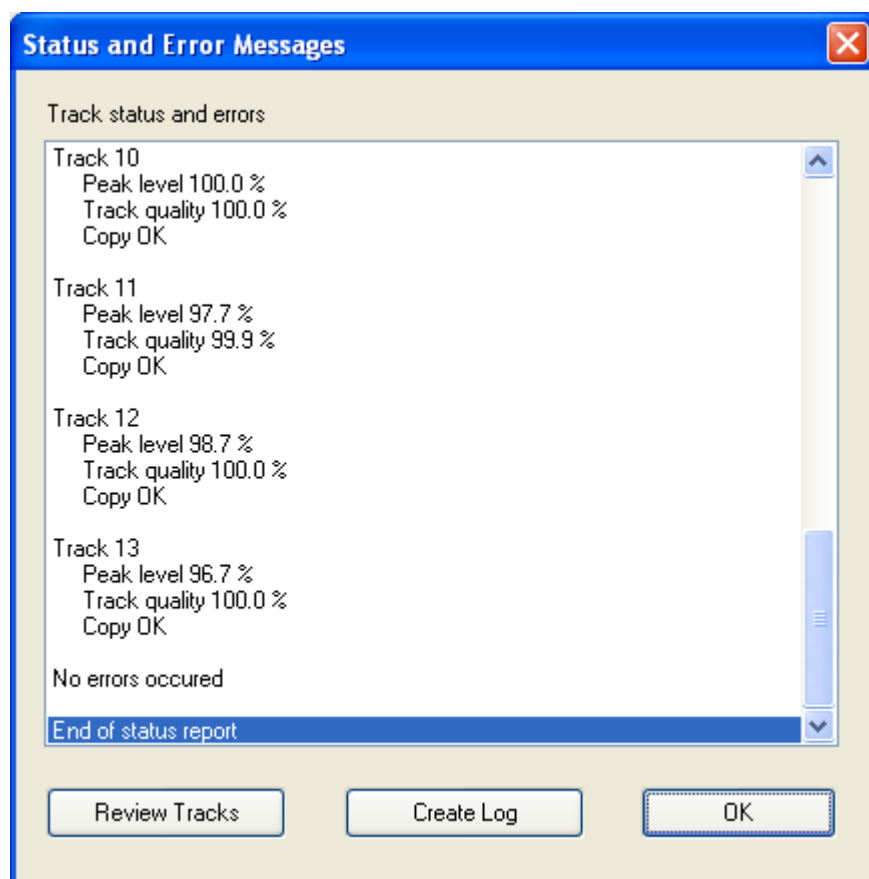 Status and Error Messages
Track status and errors
Track 10
Peak level 100.0 %
Track quality 100.0 %
Copy OK
Track 11
Peak level 97.7 %
Track quality 99.9 %
Copy OK
Track 12
Peak level 98.7 %
Track quality 100.0 %
Copy OK
Track 13
Peak level 96.7 %
Track quality 100.0 %
Copy OK
No errors occured
End of status report
Review Tracks
Create Log
OK